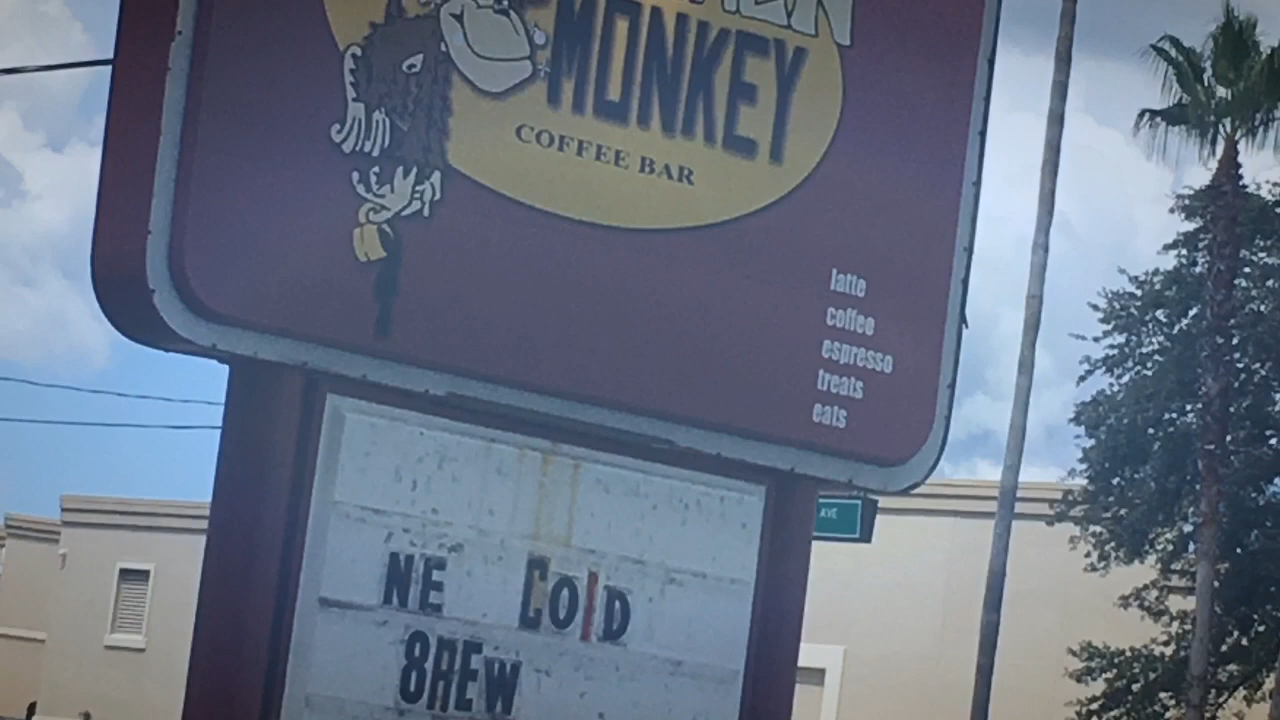 MONKEY
COFFEE BAR
latte
coffee
espresso
treats
eats
AVE
NE COlD
8REW